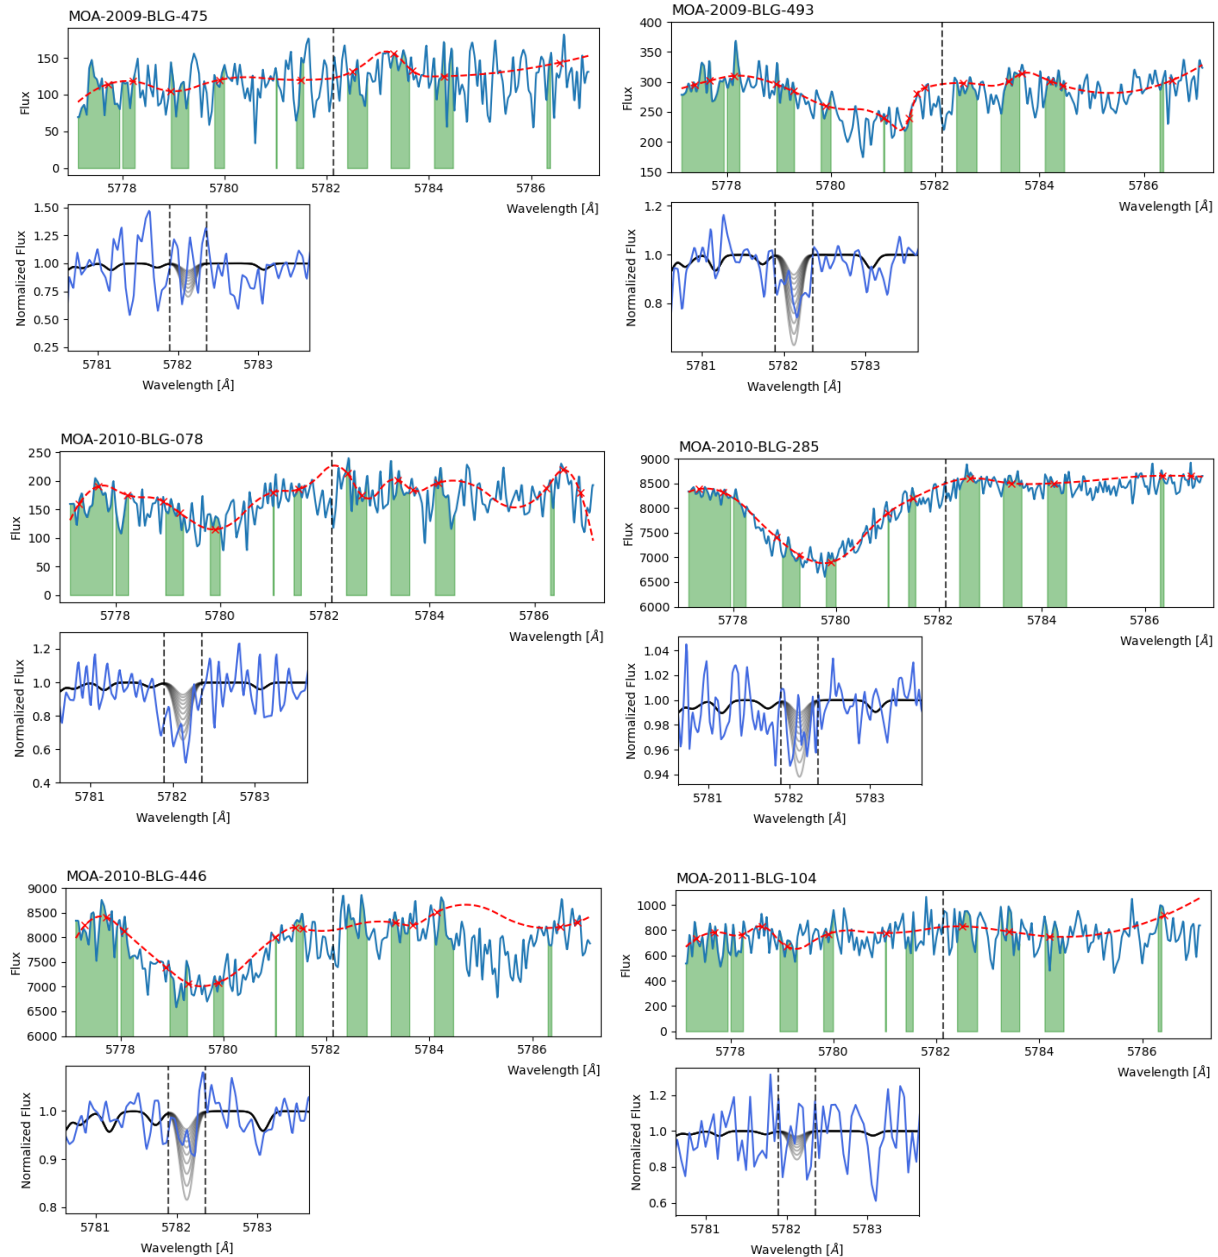 MOA-2009-BLG-475
150
100
50
0
Flux
5778 5780 5782 5784 5786
Wavelength [Å]
1.50
1.25
1.00
0.75
0.50
0.25
Normalized Flux
5781 5782 5783
Wavelength [Å]
MOA-2009-BLG-493
400
350
300
250
200
150
Flux
5778 5780 5782 5784 5786
Wavelength [Å]
1.2
1.0
0.8
Normalized Flux
5781 5782 5783
Wavelength [Å]
MOA-2010-BLG-078
250
200
150
100
50
0
Flux
5778 5780 5782 5784 5786
Wavelength [Å]
1.2
1.0
0.8
0.6
0.4
Normalized Flux
5781 5782 5783
Wavelength [Å]
MOA-2010-BLG-285
9000
8500
8000
7500
7000
6500
6000
Flux
5778 5780 5782 5784 5786
Wavelength [Å]
1.04
1.02
1.00
0.98
0.96
0.94
Normalized Flux
5781 5782 5783
Wavelength [Å]
MOA-2010-BLG-446
9000
8500
8000
7500
7000
6500
6000
Flux
5778 5780 5782 5784 5786
Wavelength [Å]
1.0
0.9
0.8
Normalized Flux
5781 5782 5783
Wavelength [Å]
MOA-2011-BLG-104
1000
800
600
400
200
0
Flux
5778 5780 5782 5784 5786
Wavelength [Å]
1.2
1.0
0.8
0.6
Normalized Flux
5781 5782 5783
Wavelength [Å]